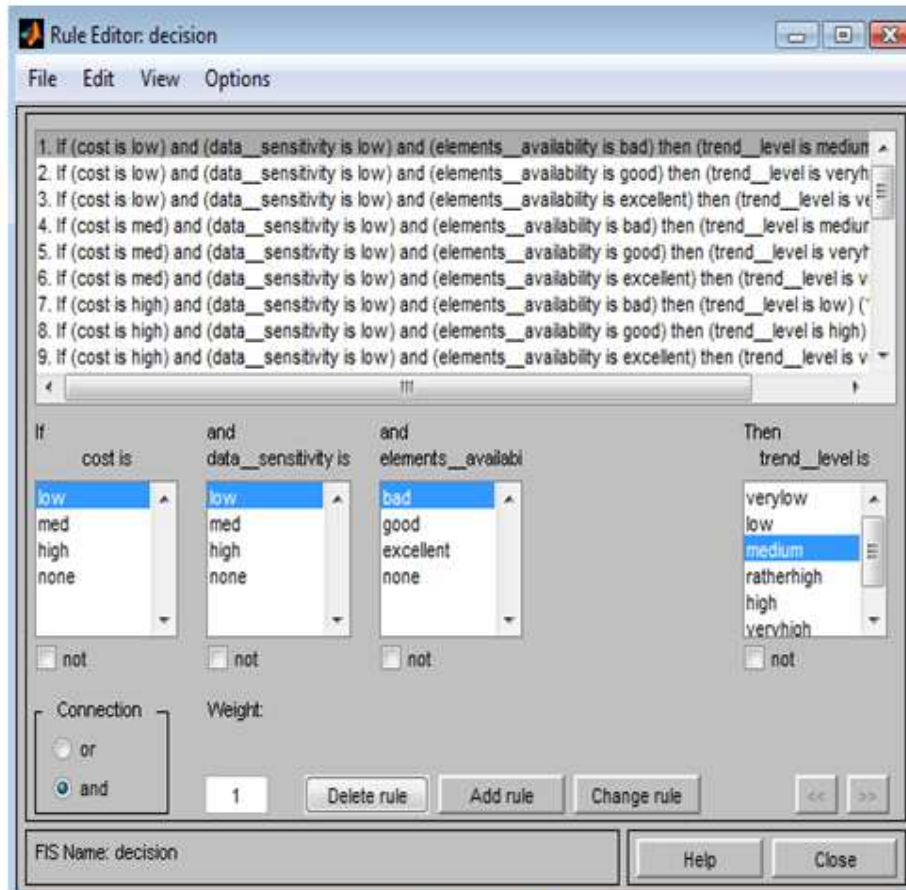 Rule Editor: decision
File Edit View Options
1. If (cost is low) and (data__sensitivity is low) and (elements__availability is bad) then (trend__level is medium
2. If (cost is low) and (data__sensitivity is low) and (elements__availability is good) then (trend__level is veryh
3. If (cost is low) and (data__sensitivity is low) and (elements__availability is excellent) then (trend__level is ve
4. If (cost is med) and (data__sensitivity is low) and (elements__availability is bad) then (trend__level is medium
5. If (cost is med) and (data__sensitivity is low) and (elements__availability is good) then (trend__level is veryh
6. If (cost is med) and (data__sensitivity is low) and (elements__availability is excellent) then (trend__level is v
7. If (cost is high) and (data__sensitivity is low) and (elements__availability is bad) then (trend__level is low) (
8. If (cost is high) and (data__sensitivity is low) and (elements__availability is good) then (trend__level is high)
9. If (cost is high) and (data__sensitivity is low) and (elements__availability is excellent) then (trend__level is v
If and and Then
cost is data__sensitivity is elements__availabi trend__level is
low low bad verylow
med med good low
high high excellent medium
none none none ratherhigh
high
veryhigh
not not not not
Connection Weight:
or
and 1 Delete rule Add rule Change rule << >>
FIS Name: decision Help Close